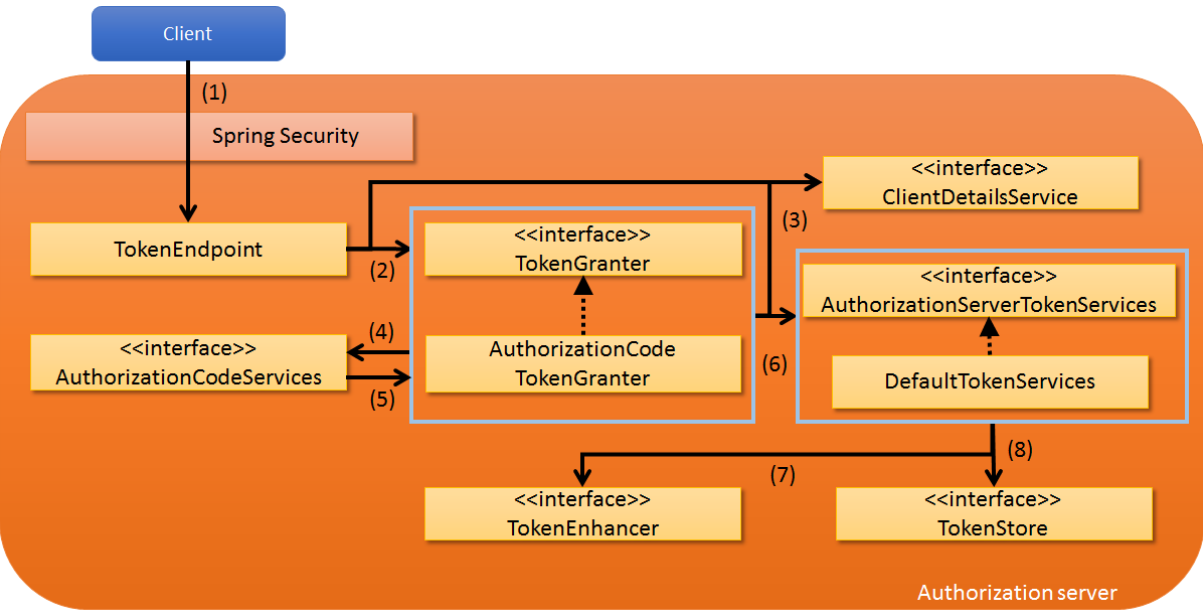 Client
(1)
Spring Security
<<interface>>
ClientDetailsService
(3)
TokenEndpoint
(2)
<<interface>>
TokenGranter
<<interface>>
AuthorizationServerTokenServices
(4)
<<interface>>
AuthorizationCodeServices
(5)
AuthorizationCode
TokenGranter
(6)
DefaultTokenServices
(8)
(7)
<<interface>>
TokenEnhancer
<<interface>>
TokenStore
Authorization server